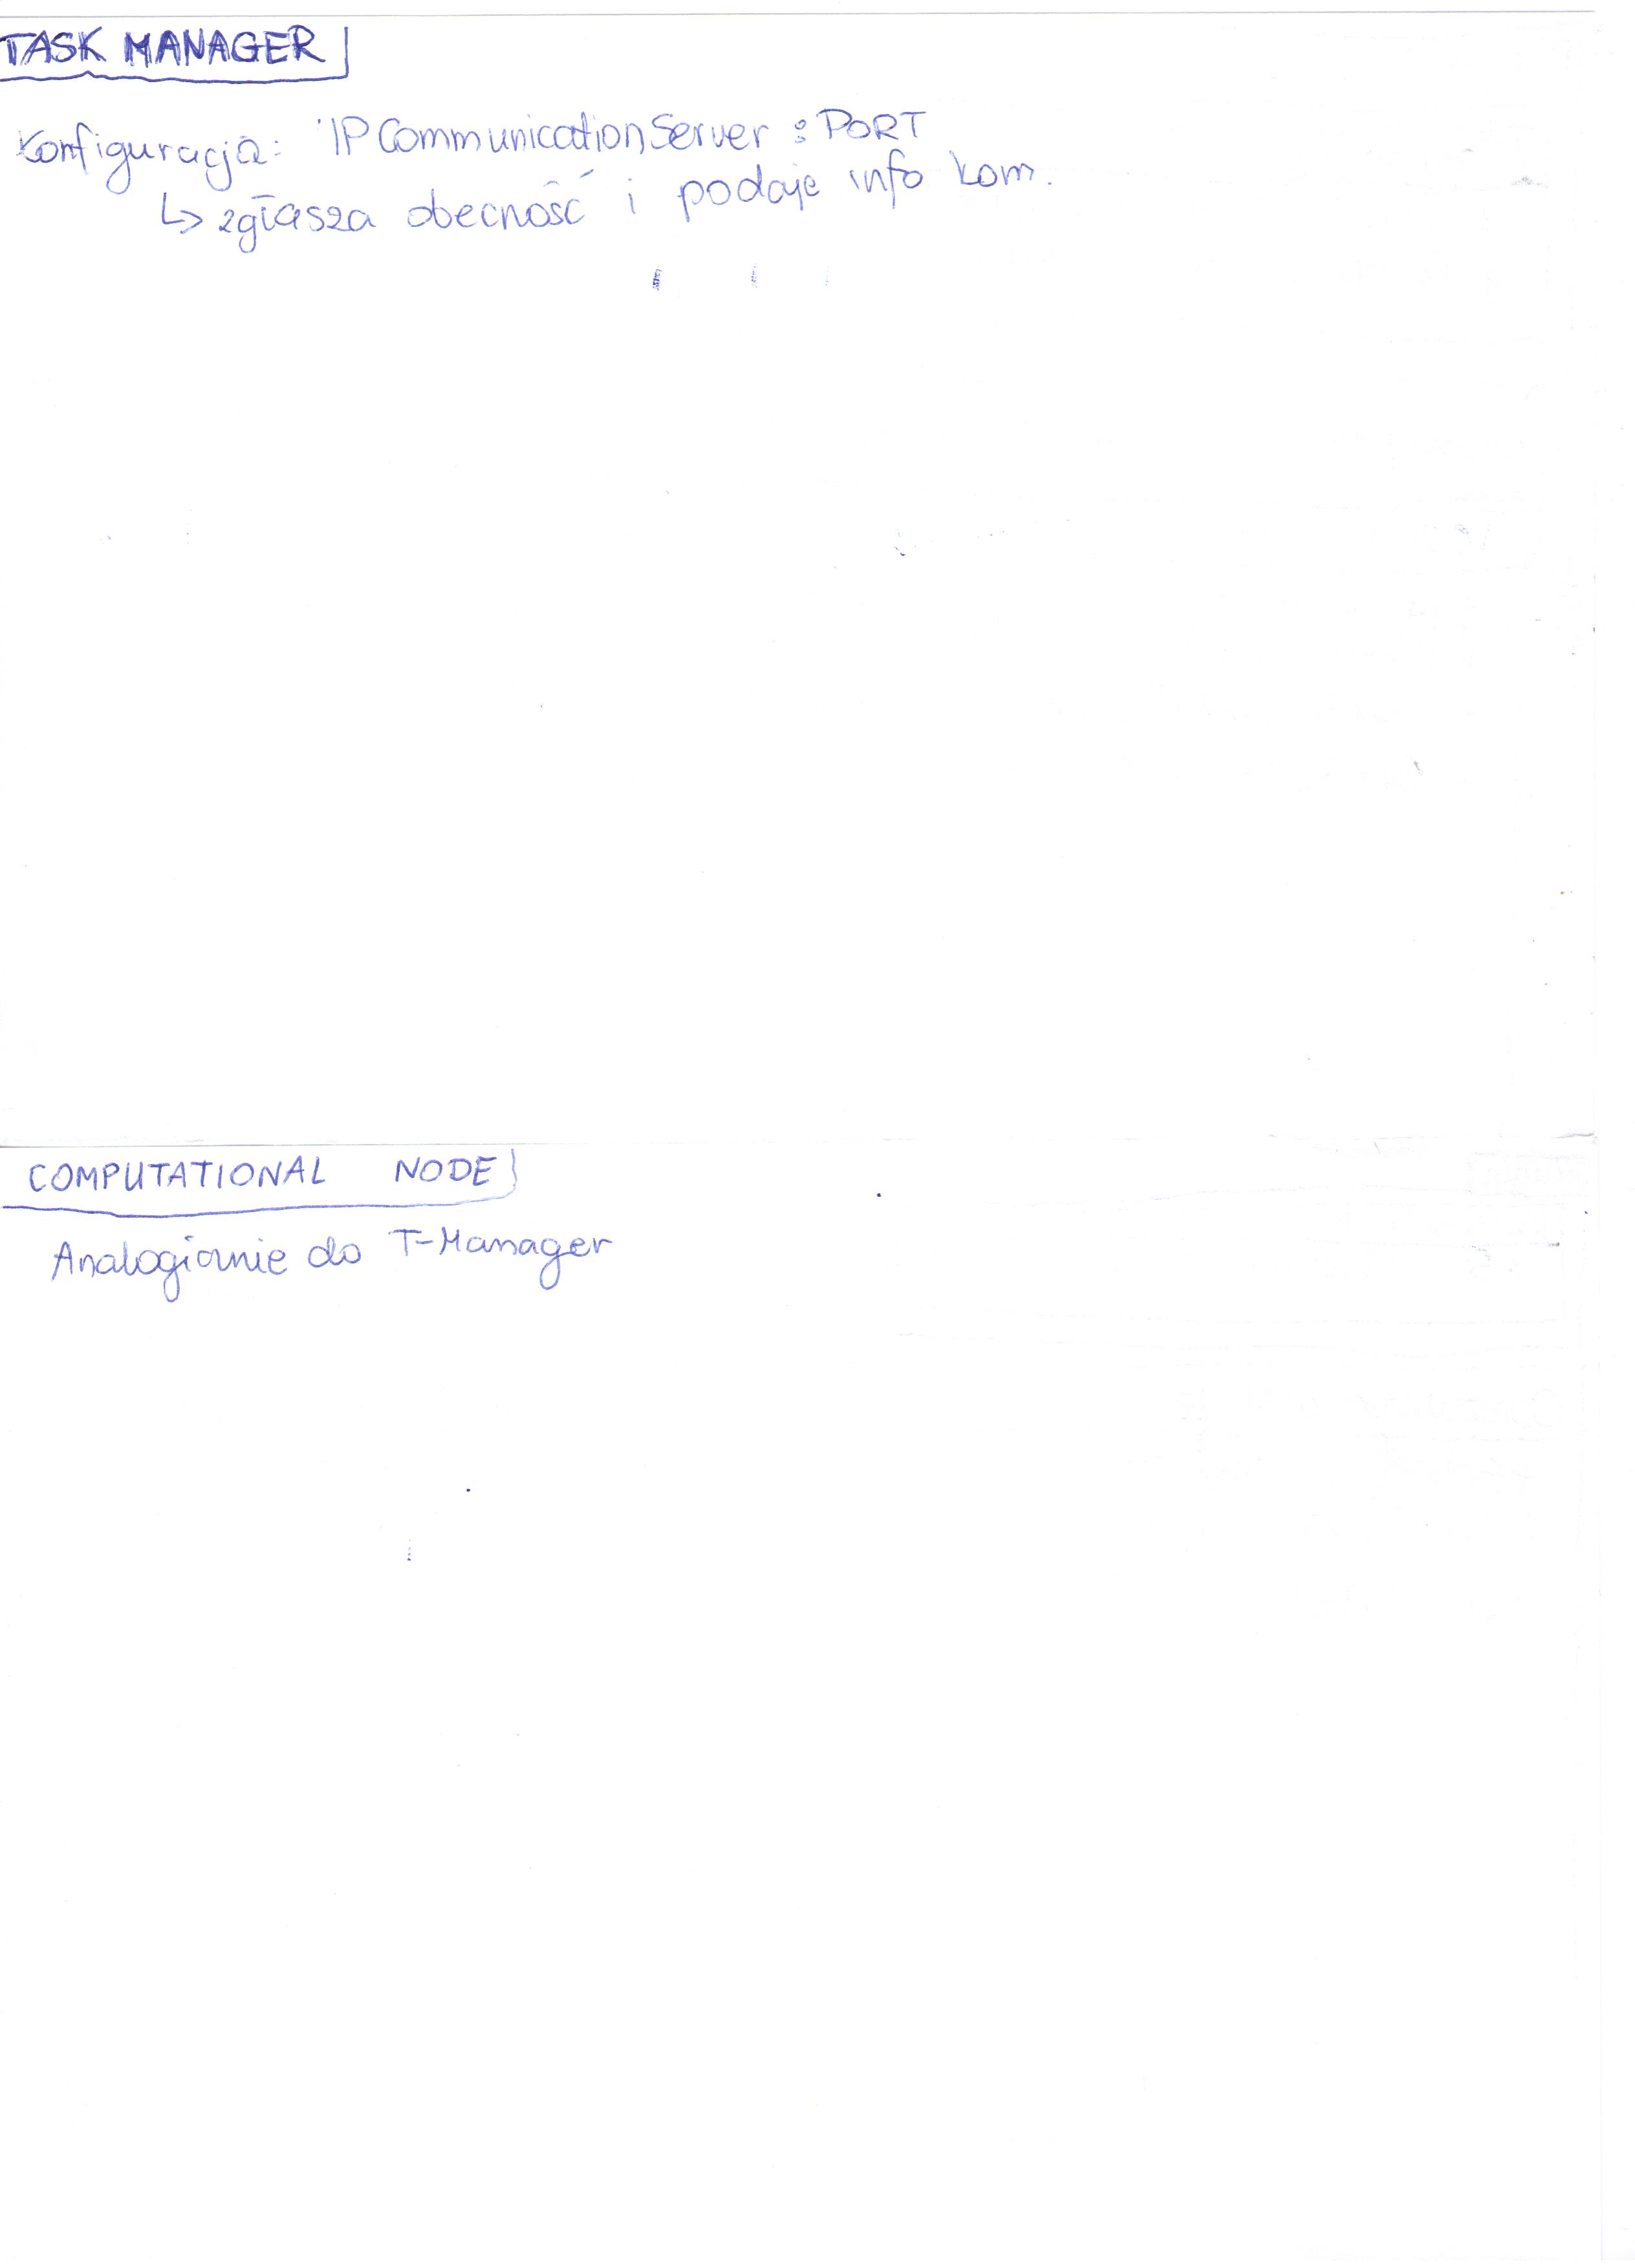 TASK MANAGER
Konfiguracja: IP CommunicationServer : PORT
↳ zgłasza obecność i podaje info kom.
COMPUTATIONAL NODE
Analogicznie do T-Manager